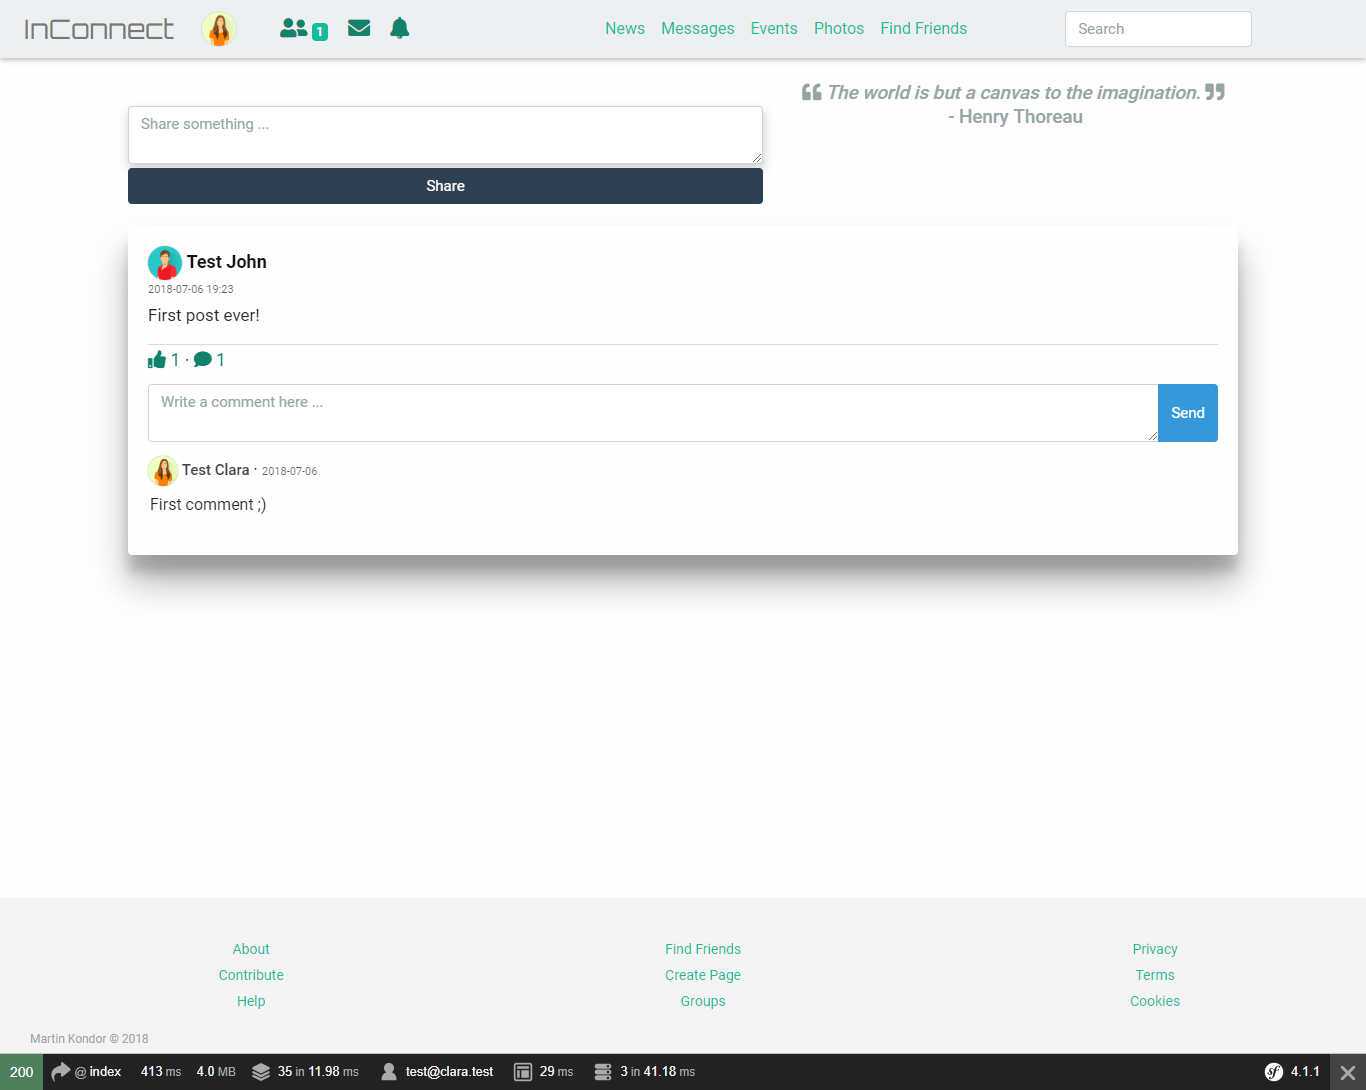 InConnect 1 News Messages Events Photos Find Friends Search
The world is but a canvas to the imagination.
- Henry Thoreau
Share something ...
Share
Test John
2018-07-06 19:23
First post ever!
1 · 1
Write a comment here ...
Send
Test Clara · 2018-07-06
First comment ;)
About Find Friends Privacy
Contribute Create Page Terms
Help Groups Cookies
Martin Kondor © 2018
200 @ index 413 ms 4.0 MB 35 in 11.98 ms test@clara.test 29 ms 3 in 41.18 ms sf 4.1.1